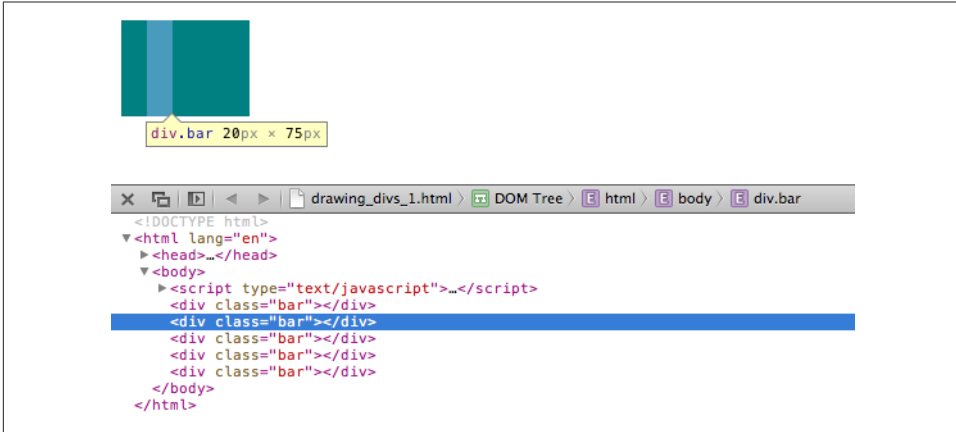 div.bar 20px × 75px
drawing_divs_1.html 〉 DOM Tree 〉 E html 〉 E body 〉 E div.bar
<!DOCTYPE html>
▼<html lang="en">
▶<head>…</head>
▼<body>
▶<script type="text/javascript">…</script>
<div class="bar"></div>
<div class="bar"></div>
<div class="bar"></div>
<div class="bar"></div>
<div class="bar"></div>
</body>
</html>